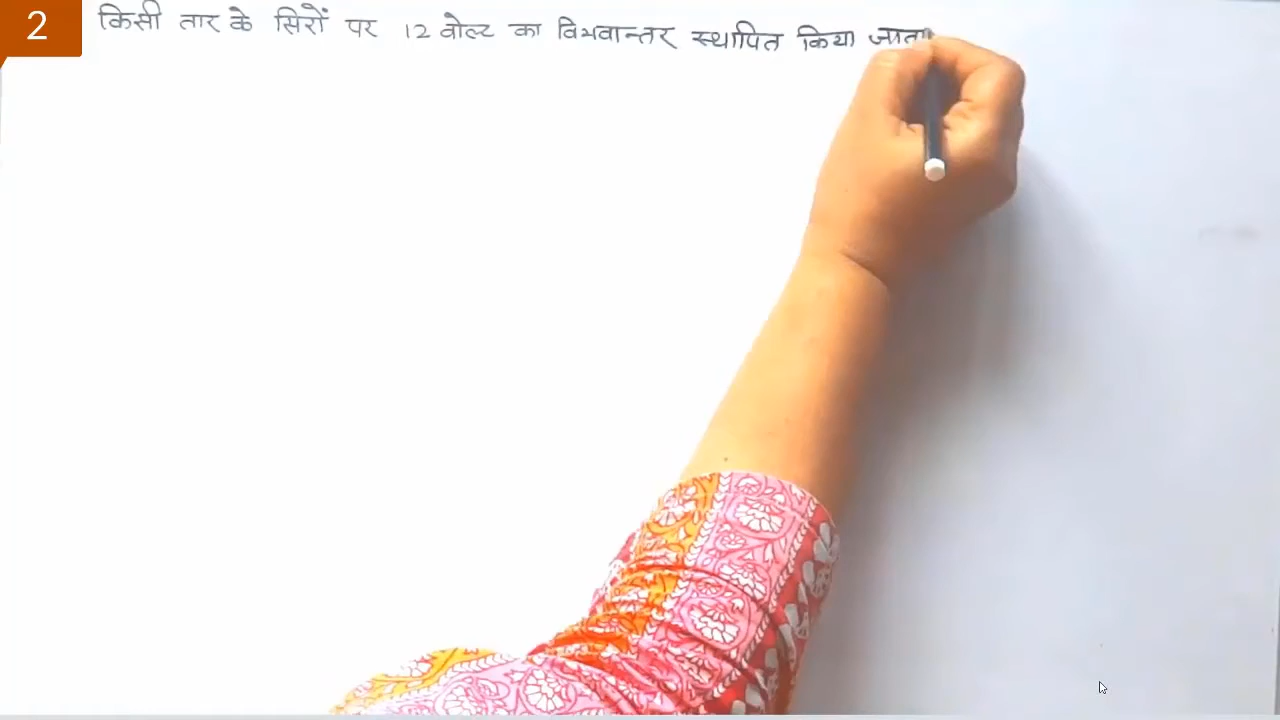 2
किसी तार के सिरों पर 12 वोल्ट का विभवान्तर स्थापित किया जाता